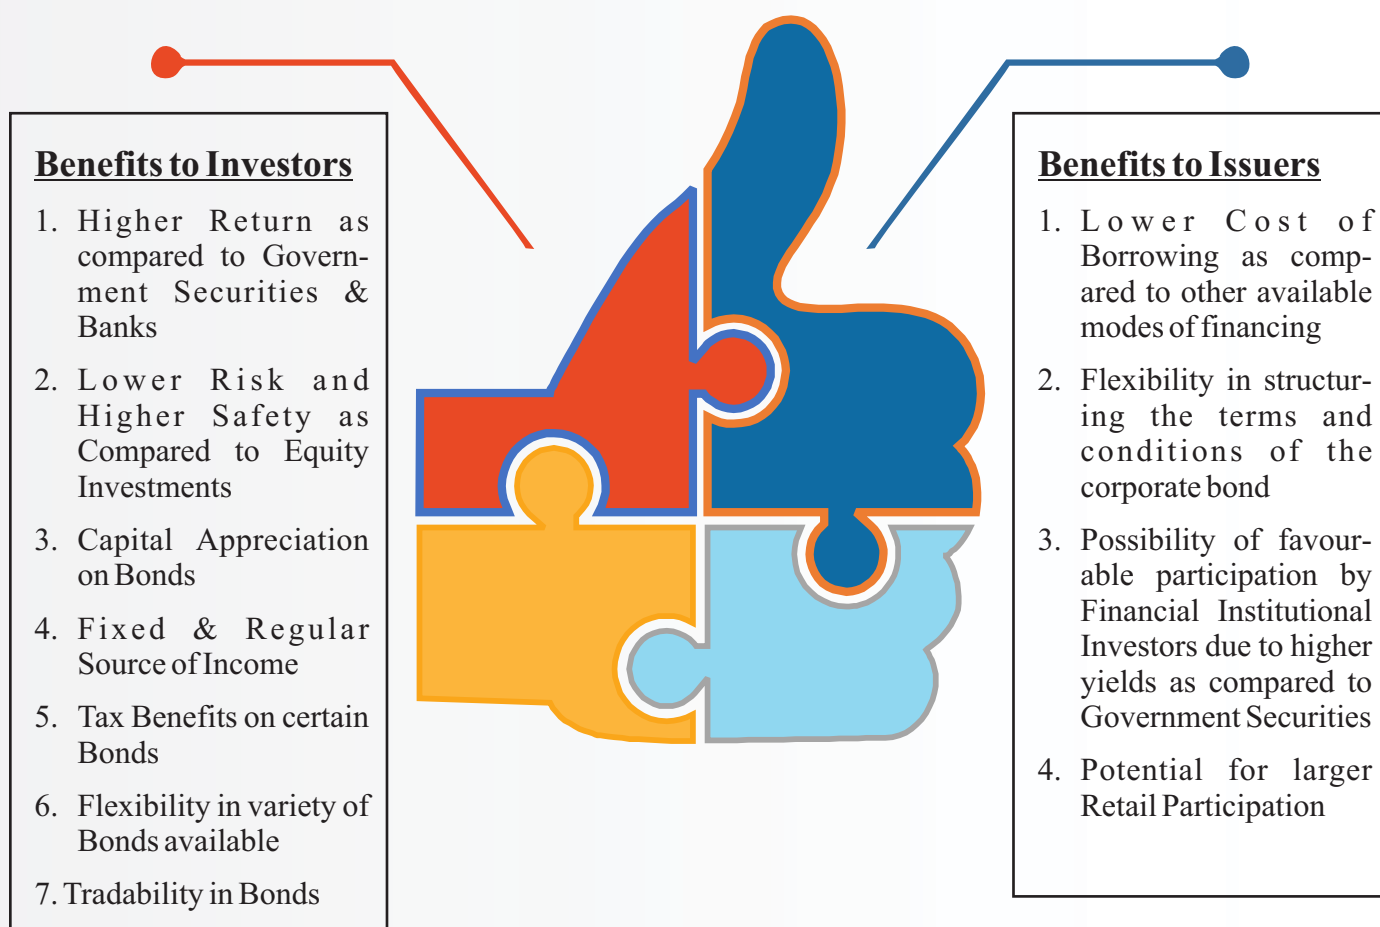 Benefits to Investors
1. Higher Return as
compared to Govern-
ment Securities &
Banks
2. Lower Risk and
Higher Safety as
Compared to Equity
Investments
3. Capital Appreciation
on Bonds
4. Fixed & Regular
Source of Income
5. Tax Benefits on certain
Bonds
6. Flexibility in variety of
Bonds available
7. Tradability in Bonds
Benefits to Issuers
1. Lower Cost of
Borrowing as comp-
ared to other available
modes of financing
2. Flexibility in structur-
ing the terms and
conditions of the
corporate bond
3. Possibility of favour-
able participation by
Financial Institutional
Investors due to higher
yields as compared to
Government Securities
4. Potential for larger
Retail Participation